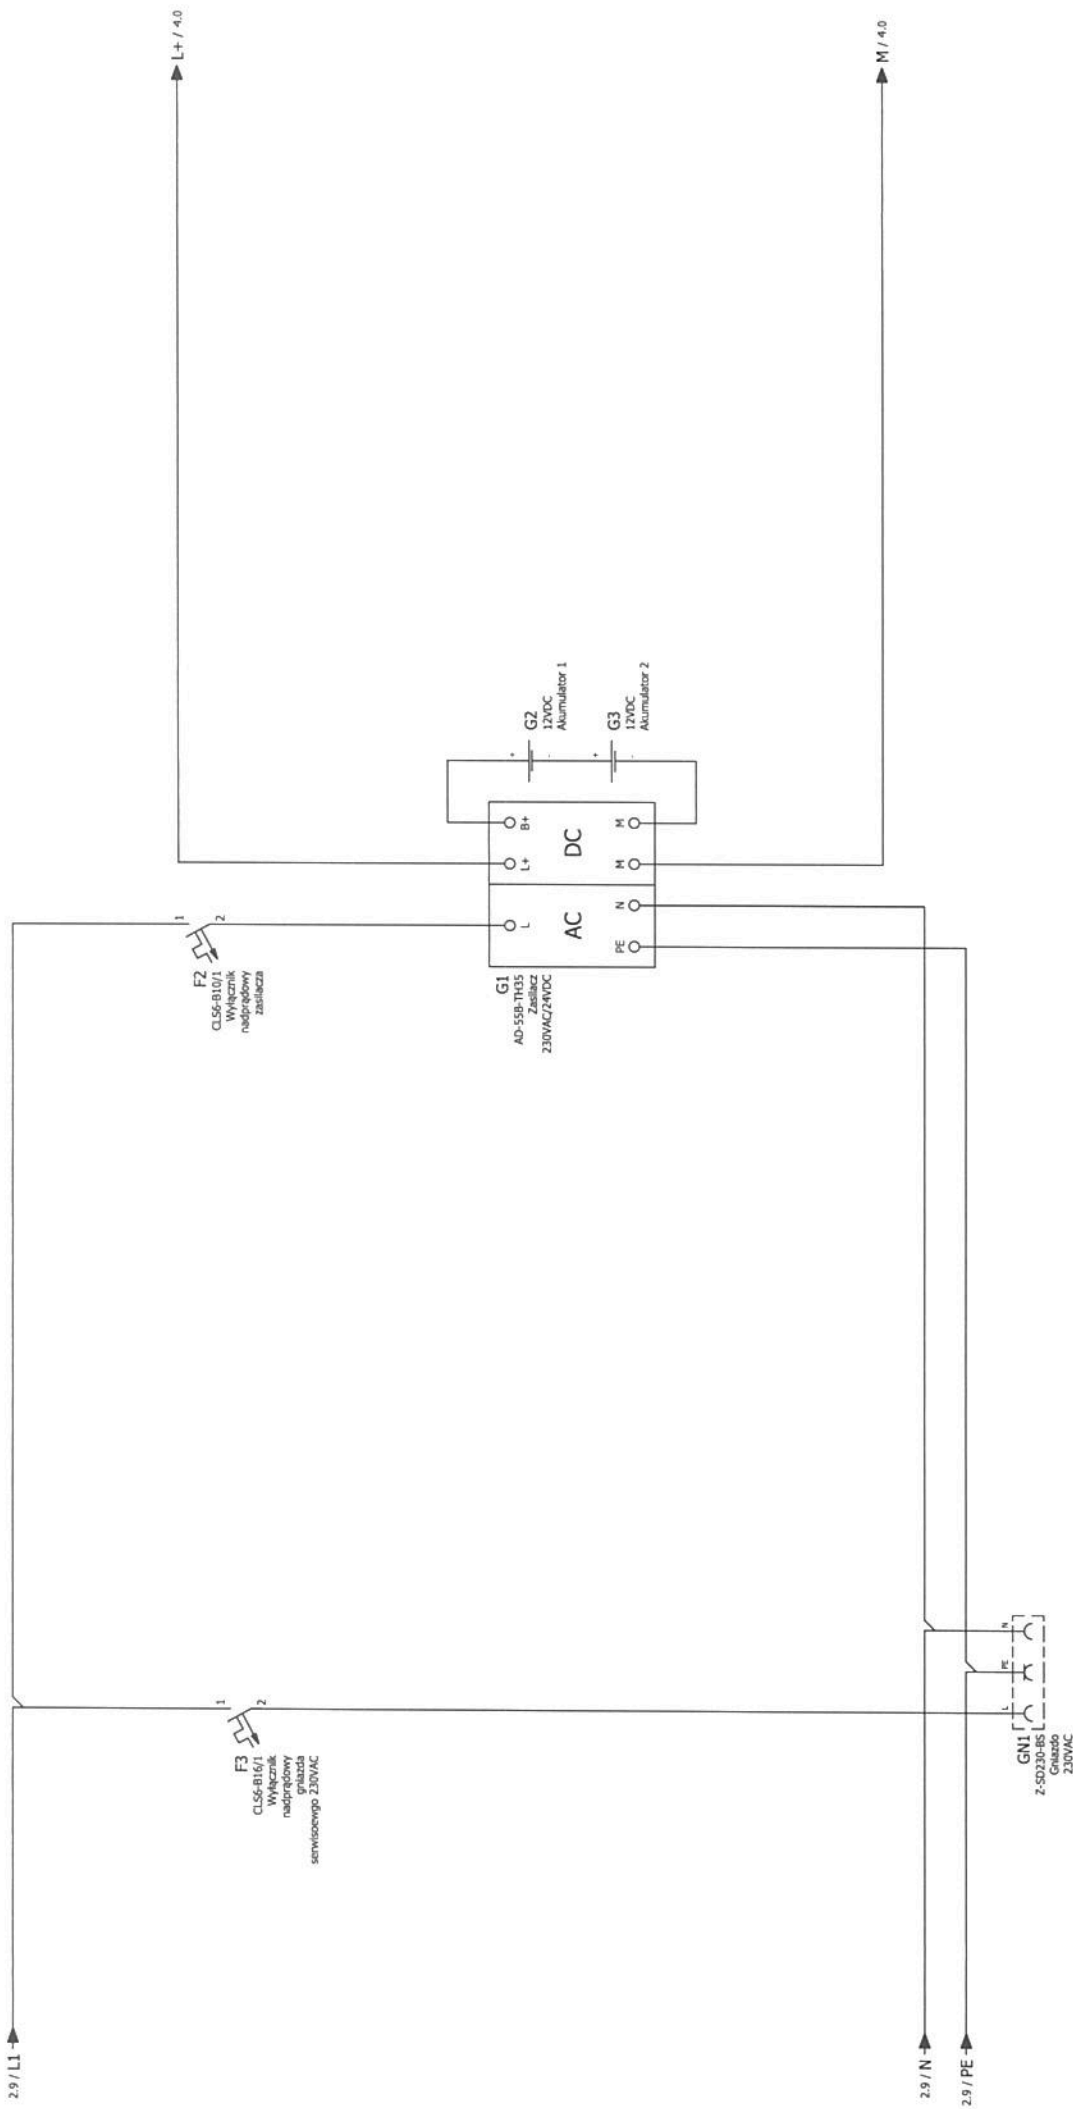 2.9 / L1
L+ / 4.0
1
2
F3
CLS6-B16/1
Wyłącznik
nadprądowy
gniazda
serwisoewgo 230VAC
1
2
F2
CLS6-B10/1
Wyłącznik
nadprądowy
zasilacza
G1
AD-55B-TH35
Zasilacz
230VAC/24VDC
L
L+
B+
AC
DC
PE
N
M
M
+
-
G2
12VDC
Akumulator 1
+
-
G3
12VDC
Akumulator 2
M / 4.0
2.9 / N
2.9 / PE
L
PE
N
GN1
Z-SD230-BS
Gniazdo
230VAC